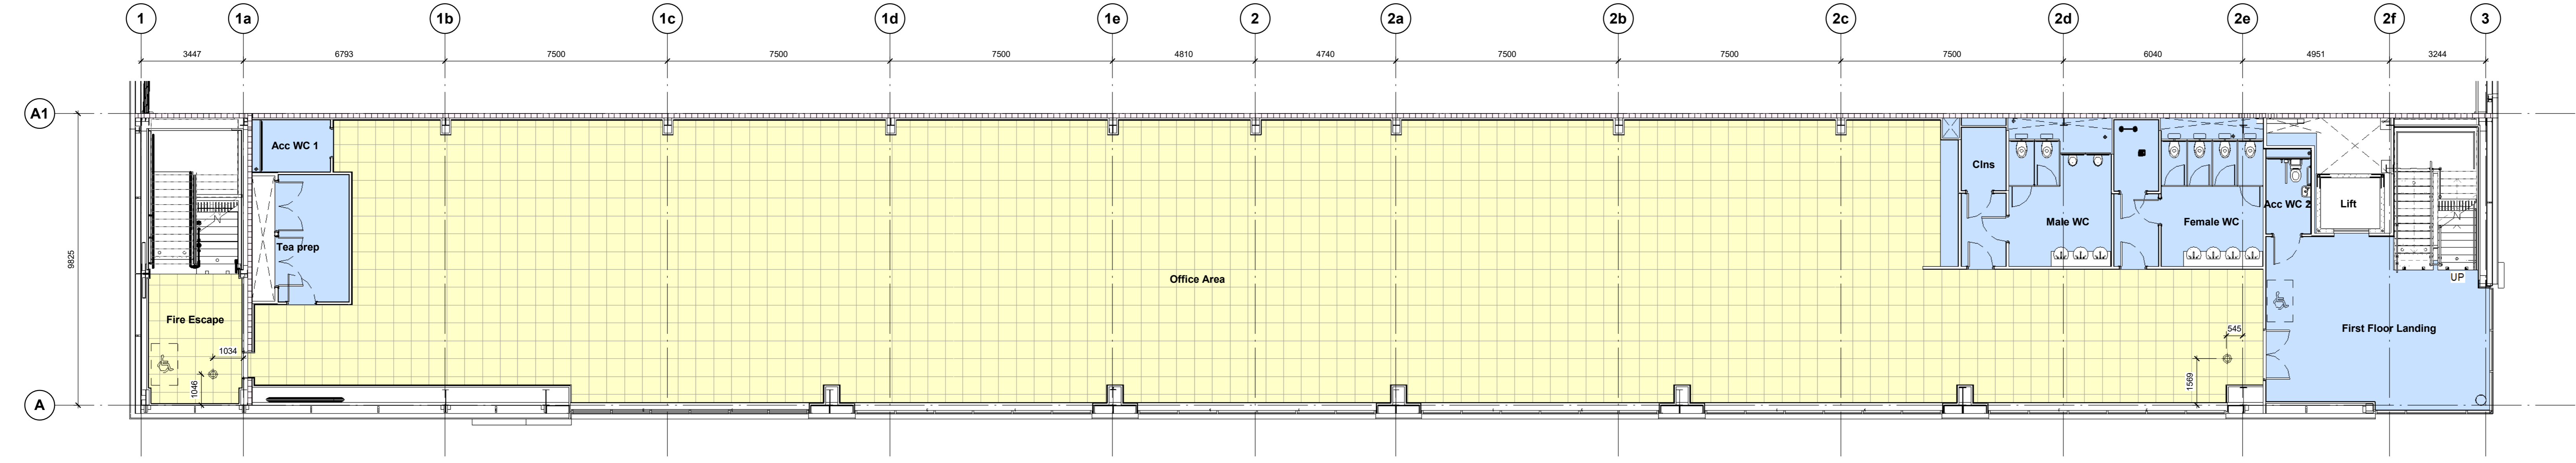 1 1a 1b 1c 1d 1e 2 2a 2b 2c 2d 2e 2f 3
3447 6793 7500 7500 7500 4810 4740 7500 7500 7500 6040 4951 3244
A1
Acc WC 1
Clns
Acc WC 2
Lift
Male WC
Female WC
Tea prep
9825
Office Area
UP
Fire Escape
First Floor Landing
545
1034
1046
1569
A